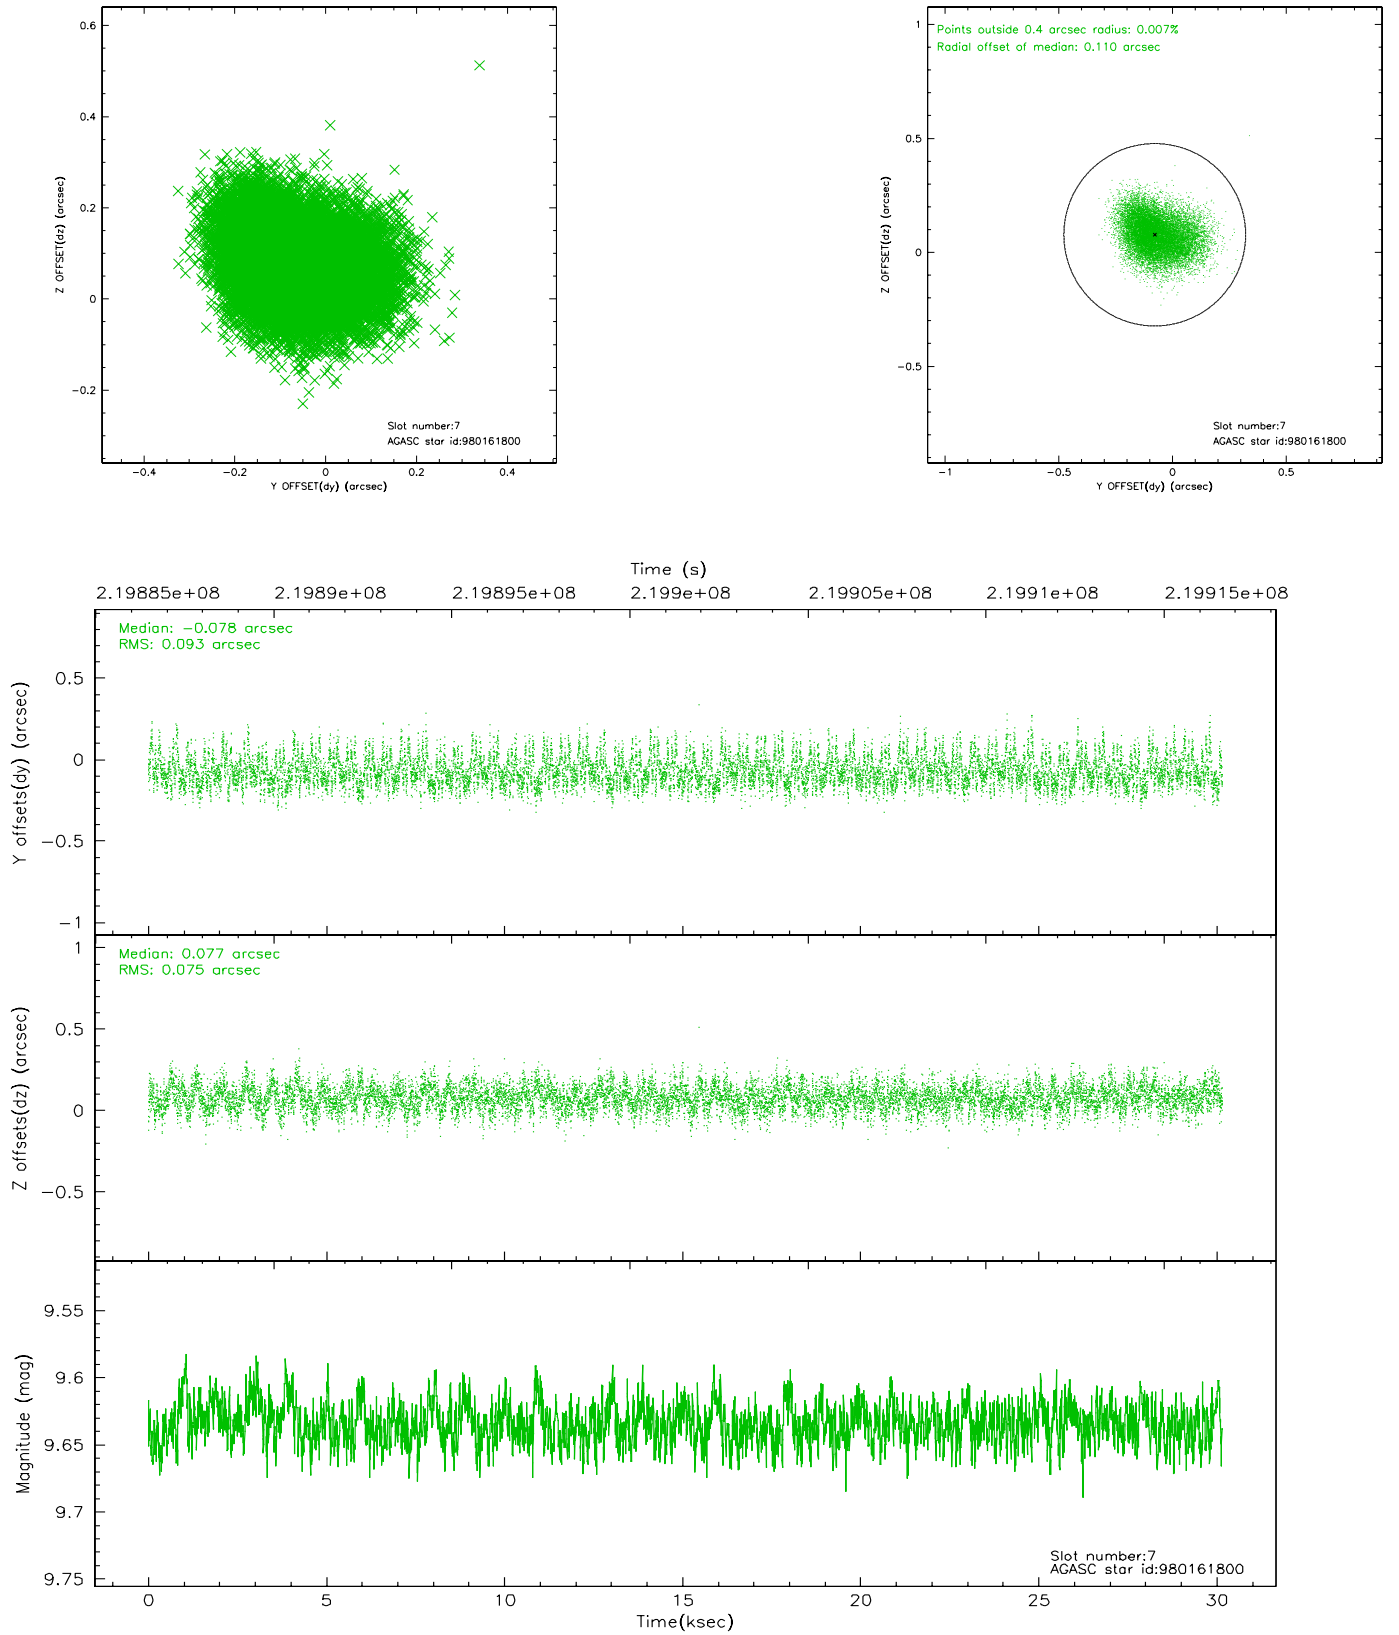 0.6
0.4
0.2
0
−0.2
Z OFFSET(dz) (arcsec)
Slot number:7
AGASC star id:980161800
−0.4 −0.2 0 0.2 0.4
Y OFFSET(dy) (arcsec)
Points outside 0.4 arcsec radius: 0.007%
Radial offset of median: 0.110 arcsec
1
0.5
0
−0.5
Z OFFSET(dz) (arcsec)
Slot number:7
AGASC star id:980161800
−1 −0.5 0 0.5
Y OFFSET(dy) (arcsec)
Time (s)
2.19885e+08 2.1989e+08 2.19895e+08 2.199e+08 2.19905e+08 2.1991e+08 2.19915e+08
Median: −0.078 arcsec
RMS: 0.093 arcsec
0.5
0
−0.5
−1
Y offsets(dy) (arcsec)
Median: 0.077 arcsec
RMS: 0.075 arcsec
1
0.5
0
−0.5
Z offsets(dz) (arcsec)
9.55
9.6
9.65
9.7
9.75
Magnitude (mag)
Slot number:7
AGASC star id:980161800
0 5 10 15 20 25 30
Time(ksec)